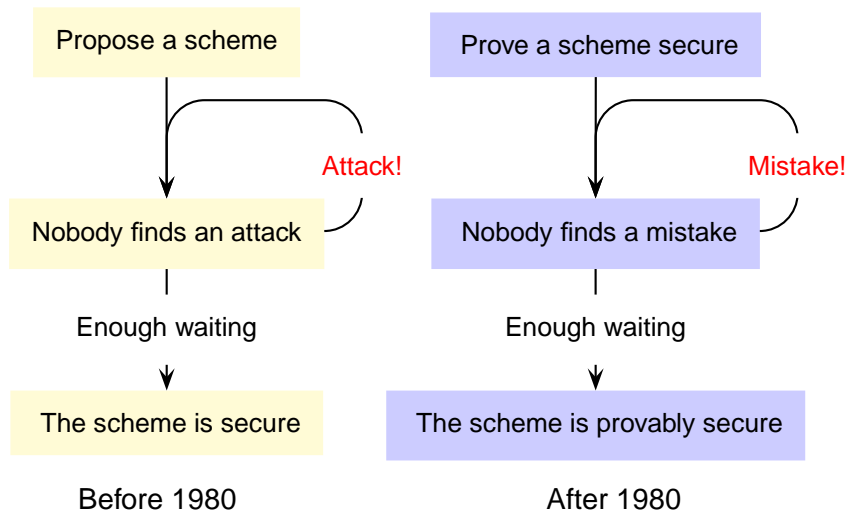 Propose a scheme
Attack!
Nobody finds an attack
Enough waiting
The scheme is secure
Before 1980
Prove a scheme secure
Mistake!
Nobody finds a mistake
Enough waiting
The scheme is provably secure
After 1980